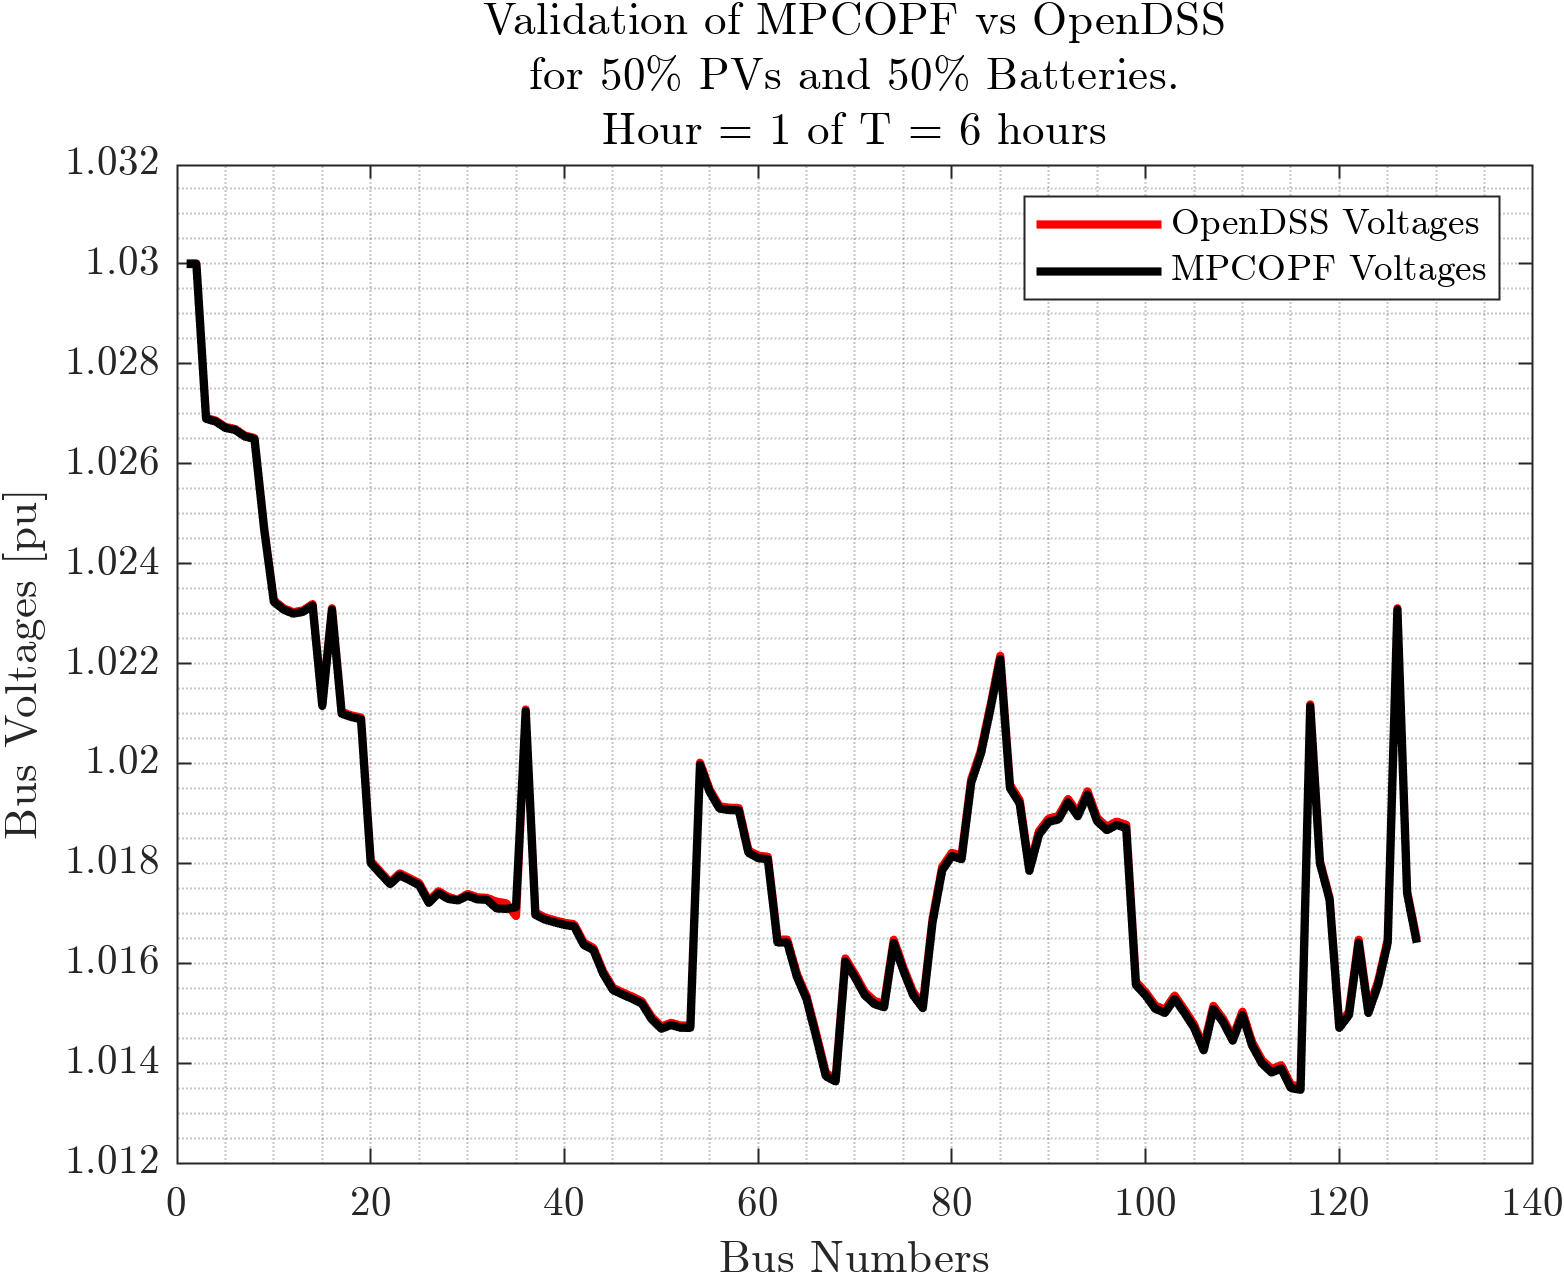 Validation of MPCOPF vs OpenDSS
for 50% PVs and 50% Batteries.
Hour = 1 of T = 6 hours
OpenDSS Voltages
MPCOPF Voltages
Bus Voltages [pu]
1.032
1.03
1.028
1.026
1.024
1.022
1.02
1.018
1.016
1.014
1.012
0 20 40 60 80 100 120 140
Bus Numbers